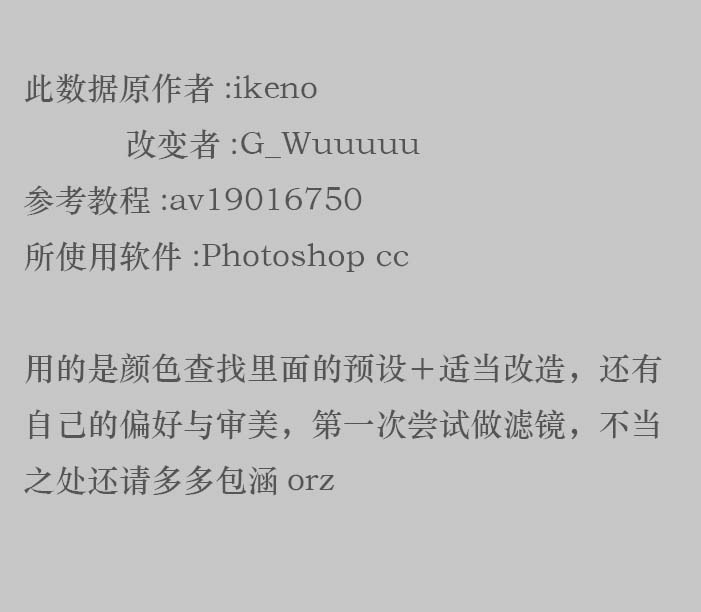 此数据原作者 :ikeno
改变者 :G_Wuuuuu
参考教程 :av19016750
所使用软件 :Photoshop cc
用的是颜色查找里面的预设＋适当改造，还有
自己的偏好与审美，第一次尝试做滤镜，不当
之处还请多多包涵 orz